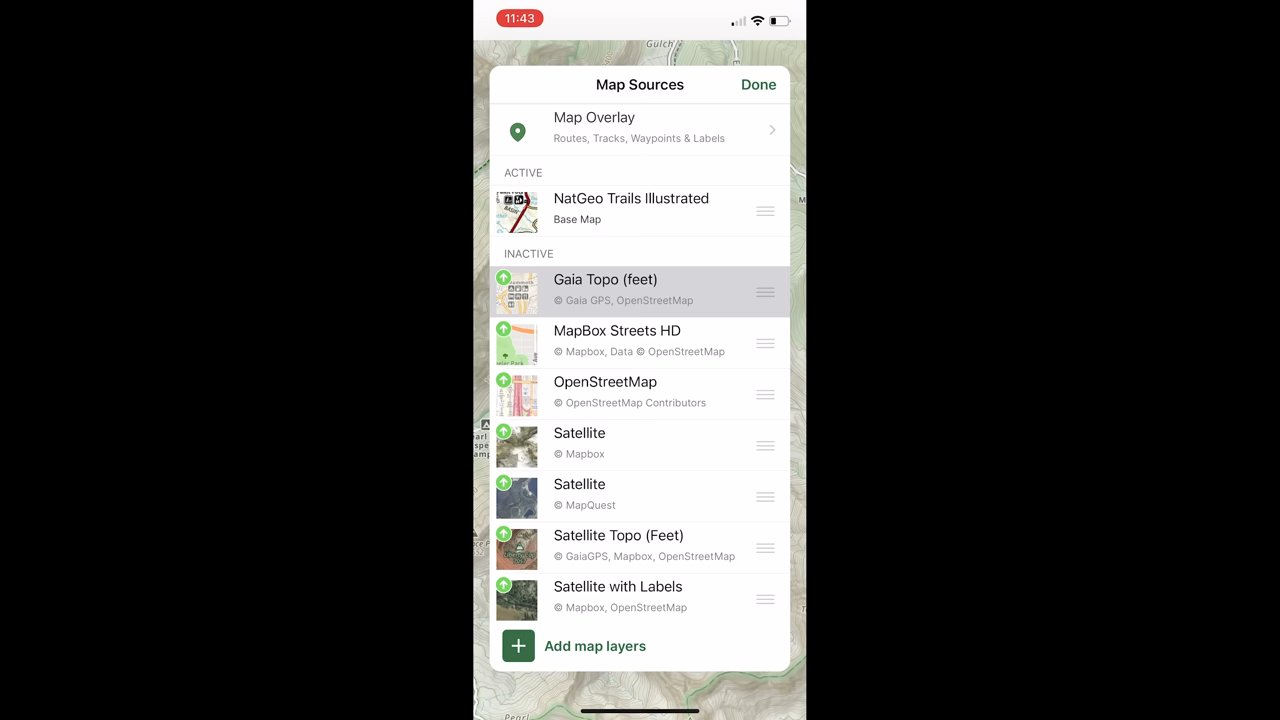 11:43
Gulch
Map Sources
Done
Map Overlay
Routes, Tracks, Waypoints & Labels
ACTIVE
NatGeo Trails Illustrated
Base Map
INACTIVE
Gaia Topo (feet)
© Gaia GPS, OpenStreetMap
MapBox Streets HD
© Mapbox, Data © OpenStreetMap
OpenStreetMap
© OpenStreetMap Contributors
Satellite
© Mapbox
Satellite
© MapQuest
Satellite Topo (Feet)
© GaiaGPS, Mapbox, OpenStreetMap
Satellite with Labels
© Mapbox, OpenStreetMap
Add map layers
Pearl